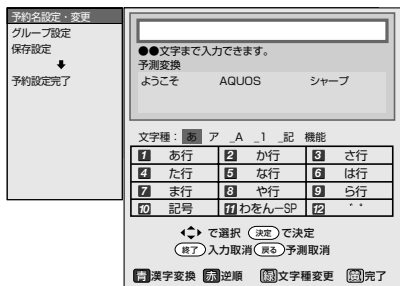 予約名設定・変更
グループ設定
保存設定
予約設定完了
●●文字まで入力できます。
予測変換
ようこそ AQUOS シャープ
文字種： あ ア _A _1 _記 機能
1 あ行 2 か行 3 さ行
4 た行 5 な行 6 は行
7 ま行 8 や行 9 ら行
10 記号 11 わをんーSP 12 ゛゜
で選択 決定 で決定
終了 入力取消 戻る 予測取消
青 漢字変換 赤 逆順 緑 文字種変更 黄 完了